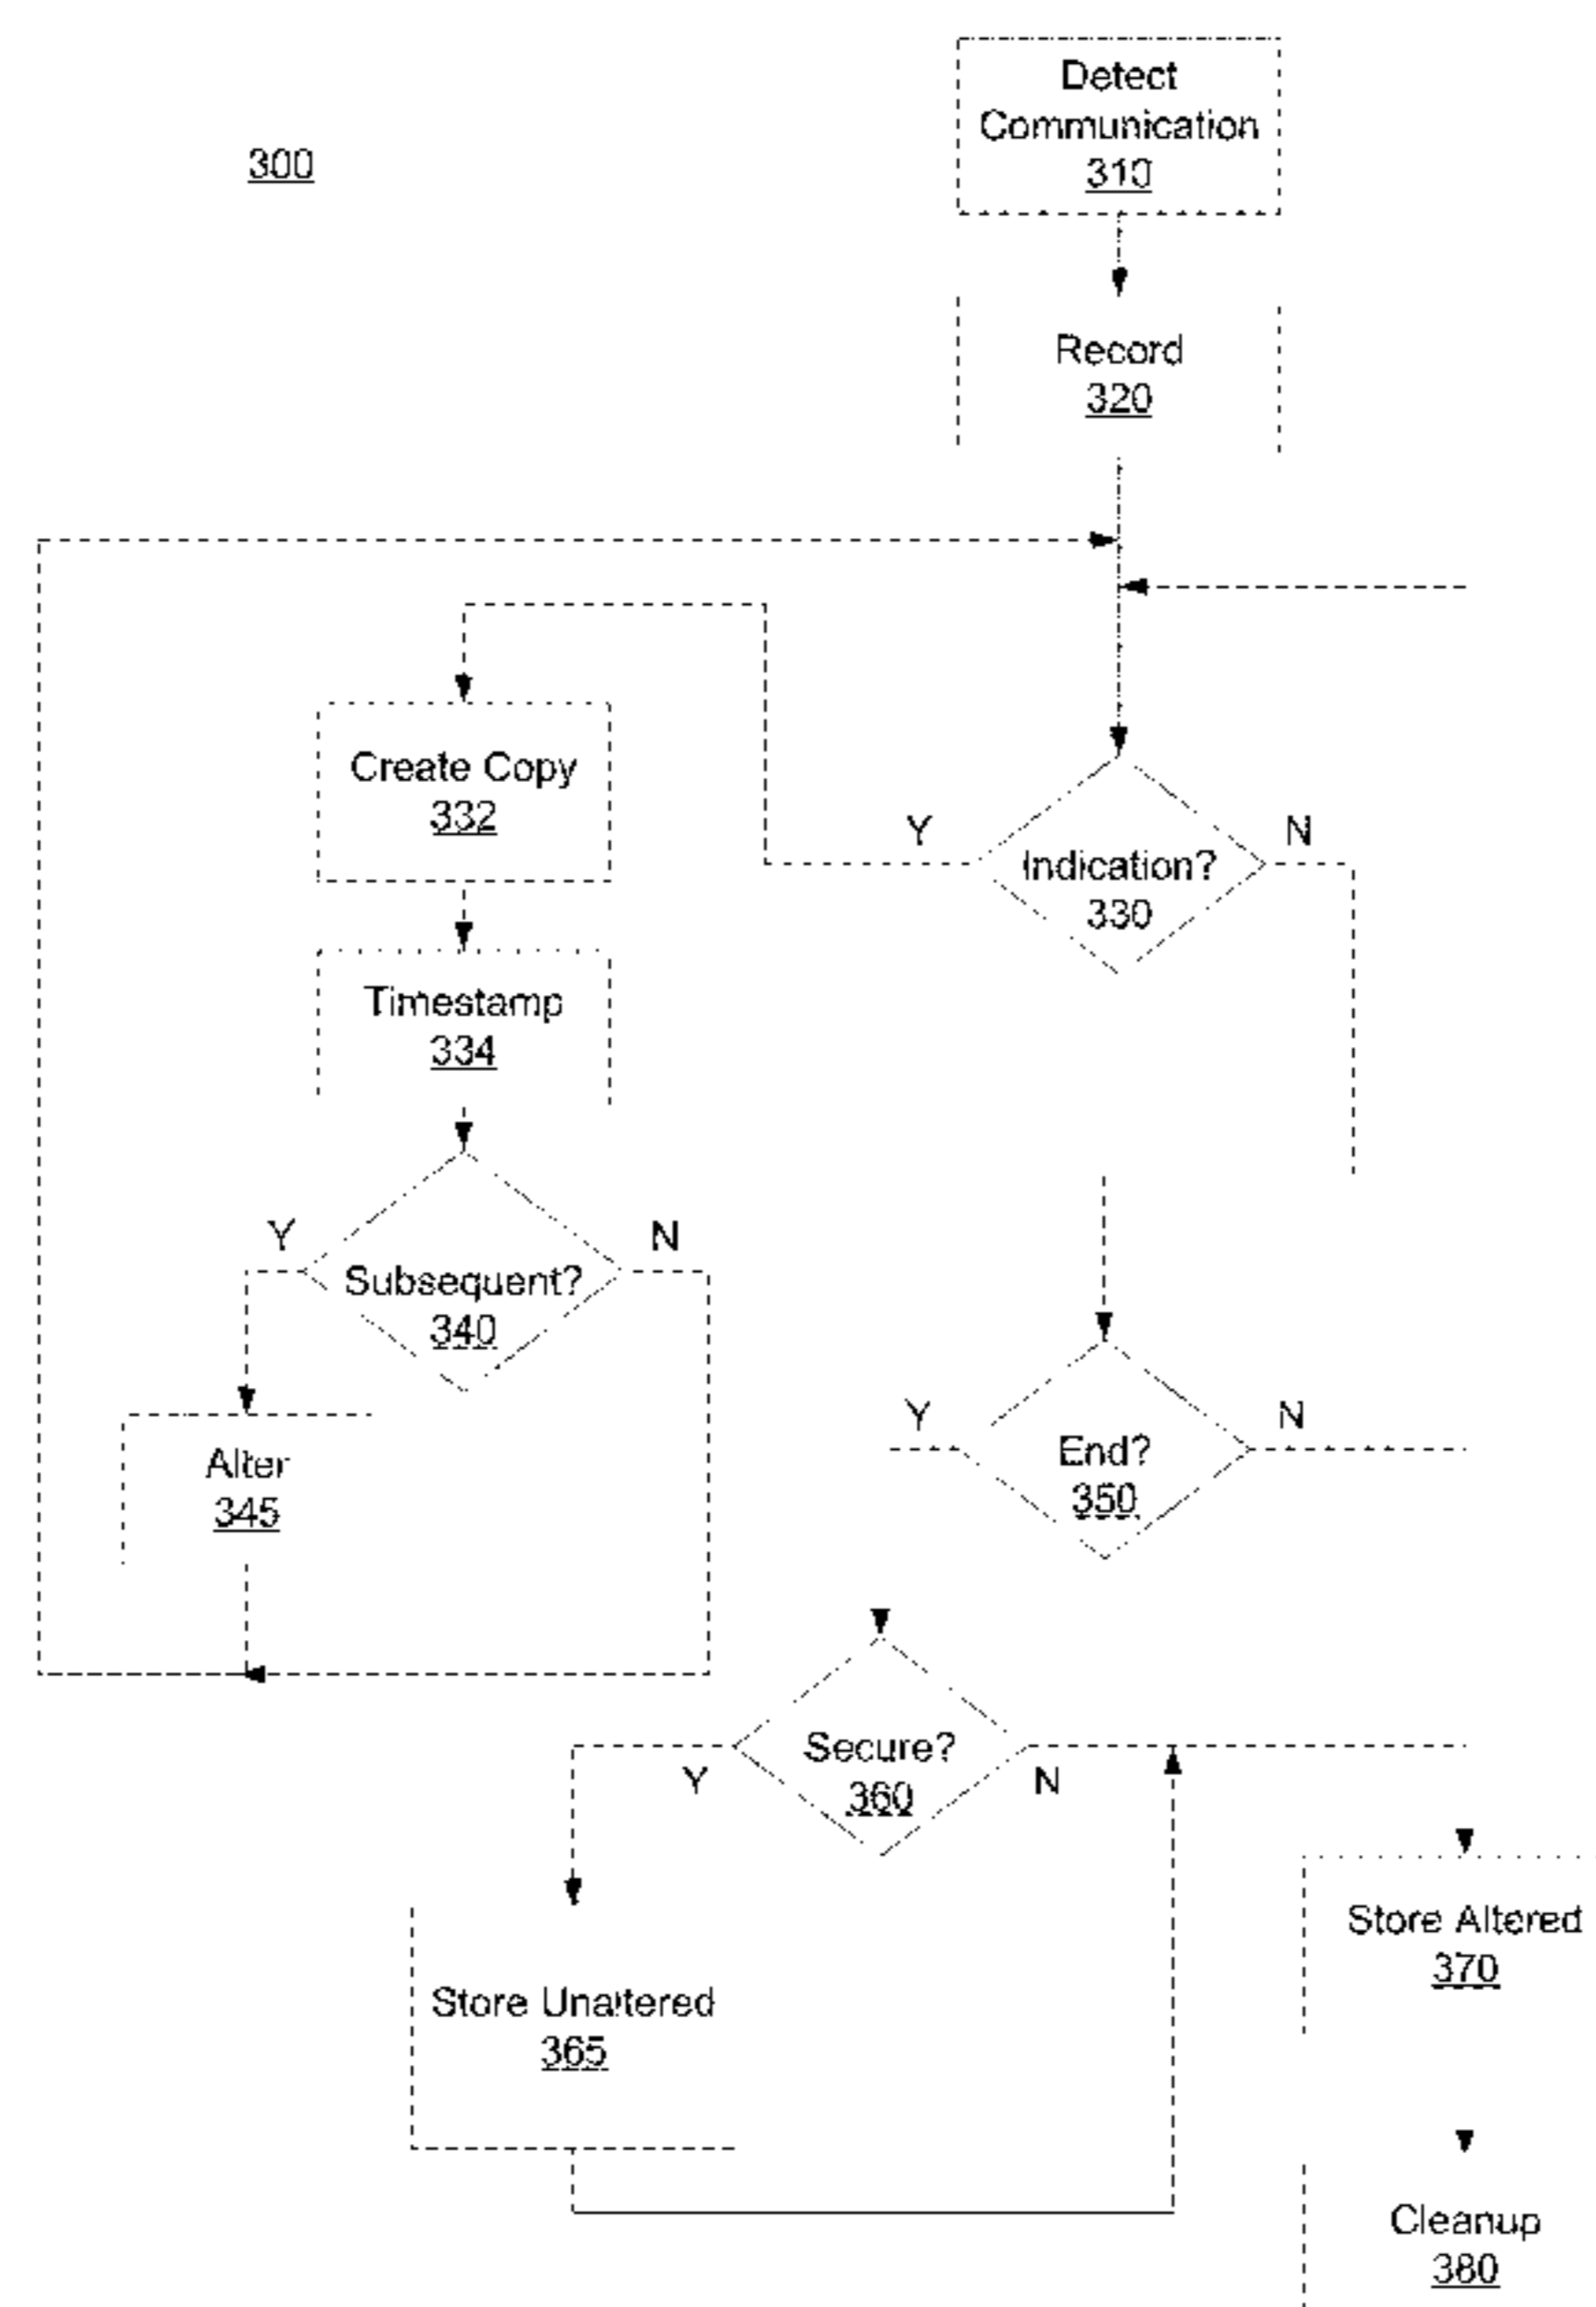 300
Detect
Communication
310
Record
320
Create Copy
332
Y
Indication?
330
N
Timestamp
334
Y
Subsequent?
340
N
Alter
345
Y
End?
350
N
Y
Secure?
360
N
Store Unaltered
365
Store Altered
370
Cleanup
380